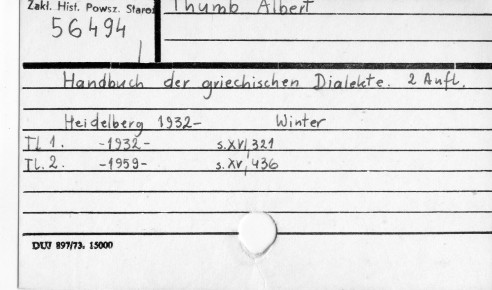 Zakł. Hist. Powsz. Staroż
Thumb Albert
56494
Handbuch der griechischen Dialekte. 2 Aufl.
Heidelberg 1932- Winter
Tl 1. -1932- s.XVI,321
Tl. 2. -1959- s. XV, 436
DUJ 897/73. 15000